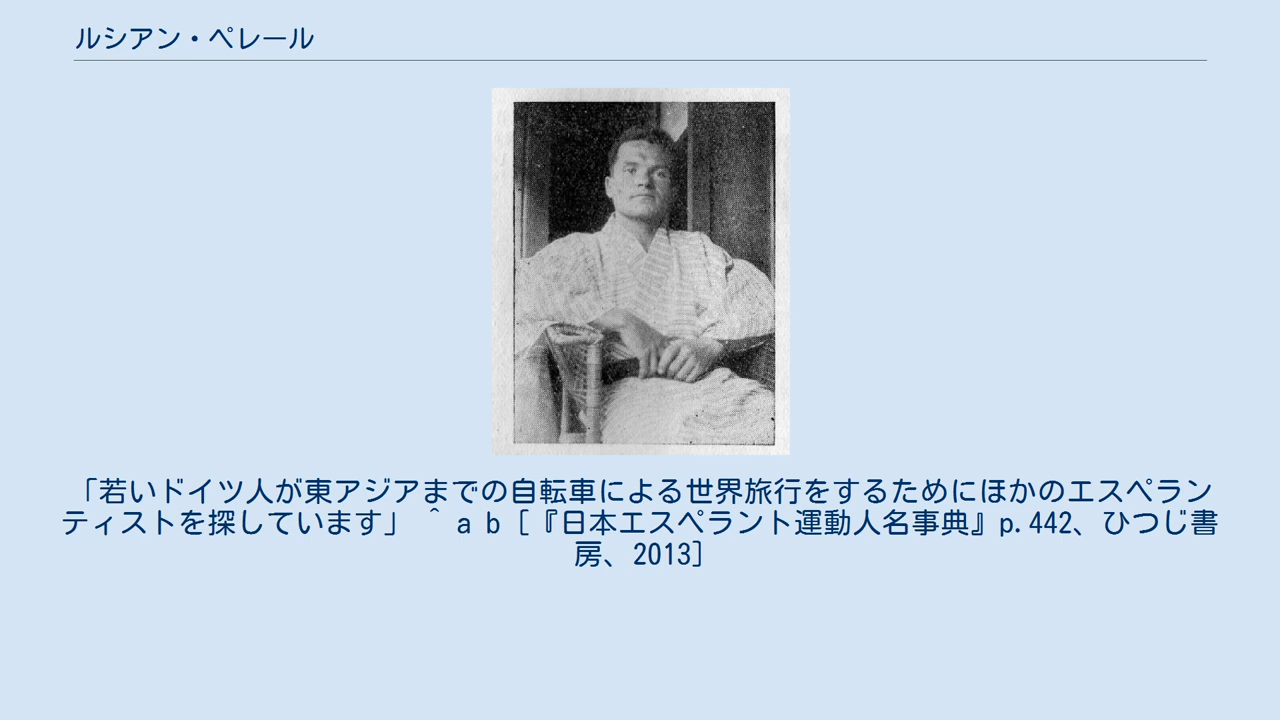 ルシアン・ペレール
「若いドイツ人が東アジアまでの自転車による世界旅行をするためにほかのエスペラン
ティストを探しています」 ^ a b [『日本エスペラント運動人名事典』p.442、ひつじ書
房、2013]